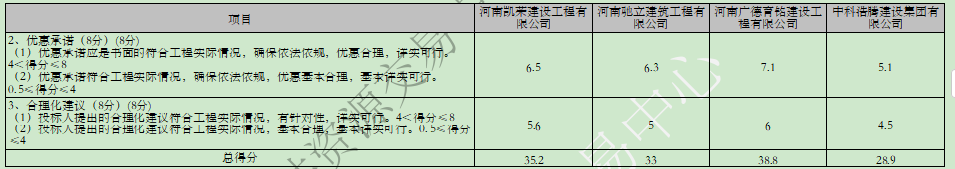 项目
河南凯荣建设工程有
限公司
河南驰立建筑工程有
限公司
河南广德育铭建设工
程有限公司
中科浩腾建设集团有
限公司
2、优惠承诺（8分）(8分)
（1）优惠承诺应是书面的符合工程实际情况，确保依法依规，优惠合理，详实可行。
4＜得分≤8
（2）优惠承诺符合工程实际情况，确保依法依规，优惠基本合理，基本详实可行。
0.5≤得分≤4
6.5
6.3
7.1
5.1
3、合理化建议（8分）(8分)
（1）投标人提出的合理化建议符合工程实际情况，有针对性，详实可行。4＜得分≤8
（2）投标人提出的合理化建议符合工程实际情况，基本合理，基本详实可行。0.5≤得分
≤4
5.6
5
6
4.5
总得分
35.2
33
38.8
28.9
资源交易
易中心